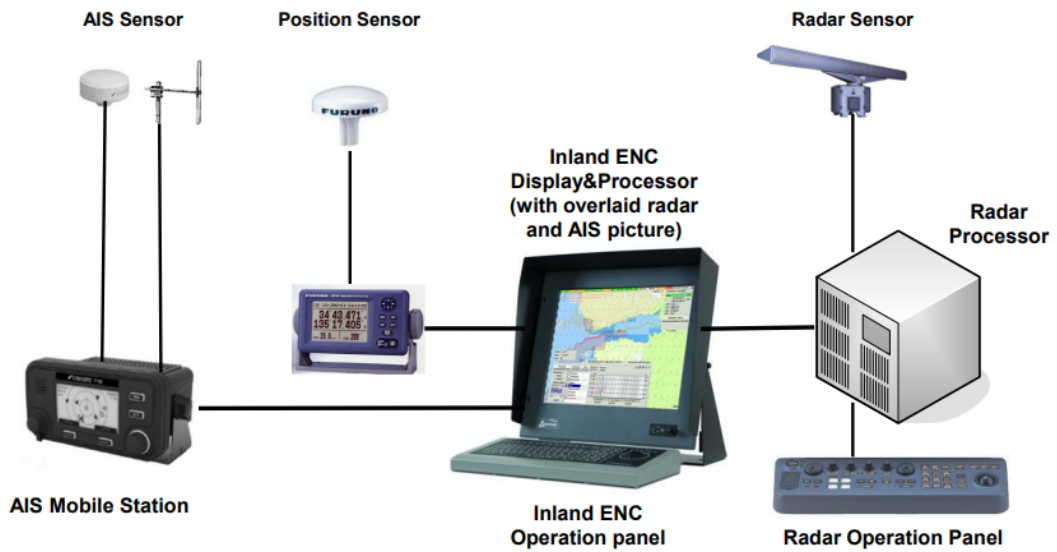 AIS Sensor
Position Sensor
Radar Sensor
FURUNO
Inland ENC
Display&Processor
(with overlaid radar
and AIS picture)
Radar
Processor
FURUNO
34 43.471
135 17.405
AIS Mobile Station
Inland ENC
Operation panel
Radar Operation Panel